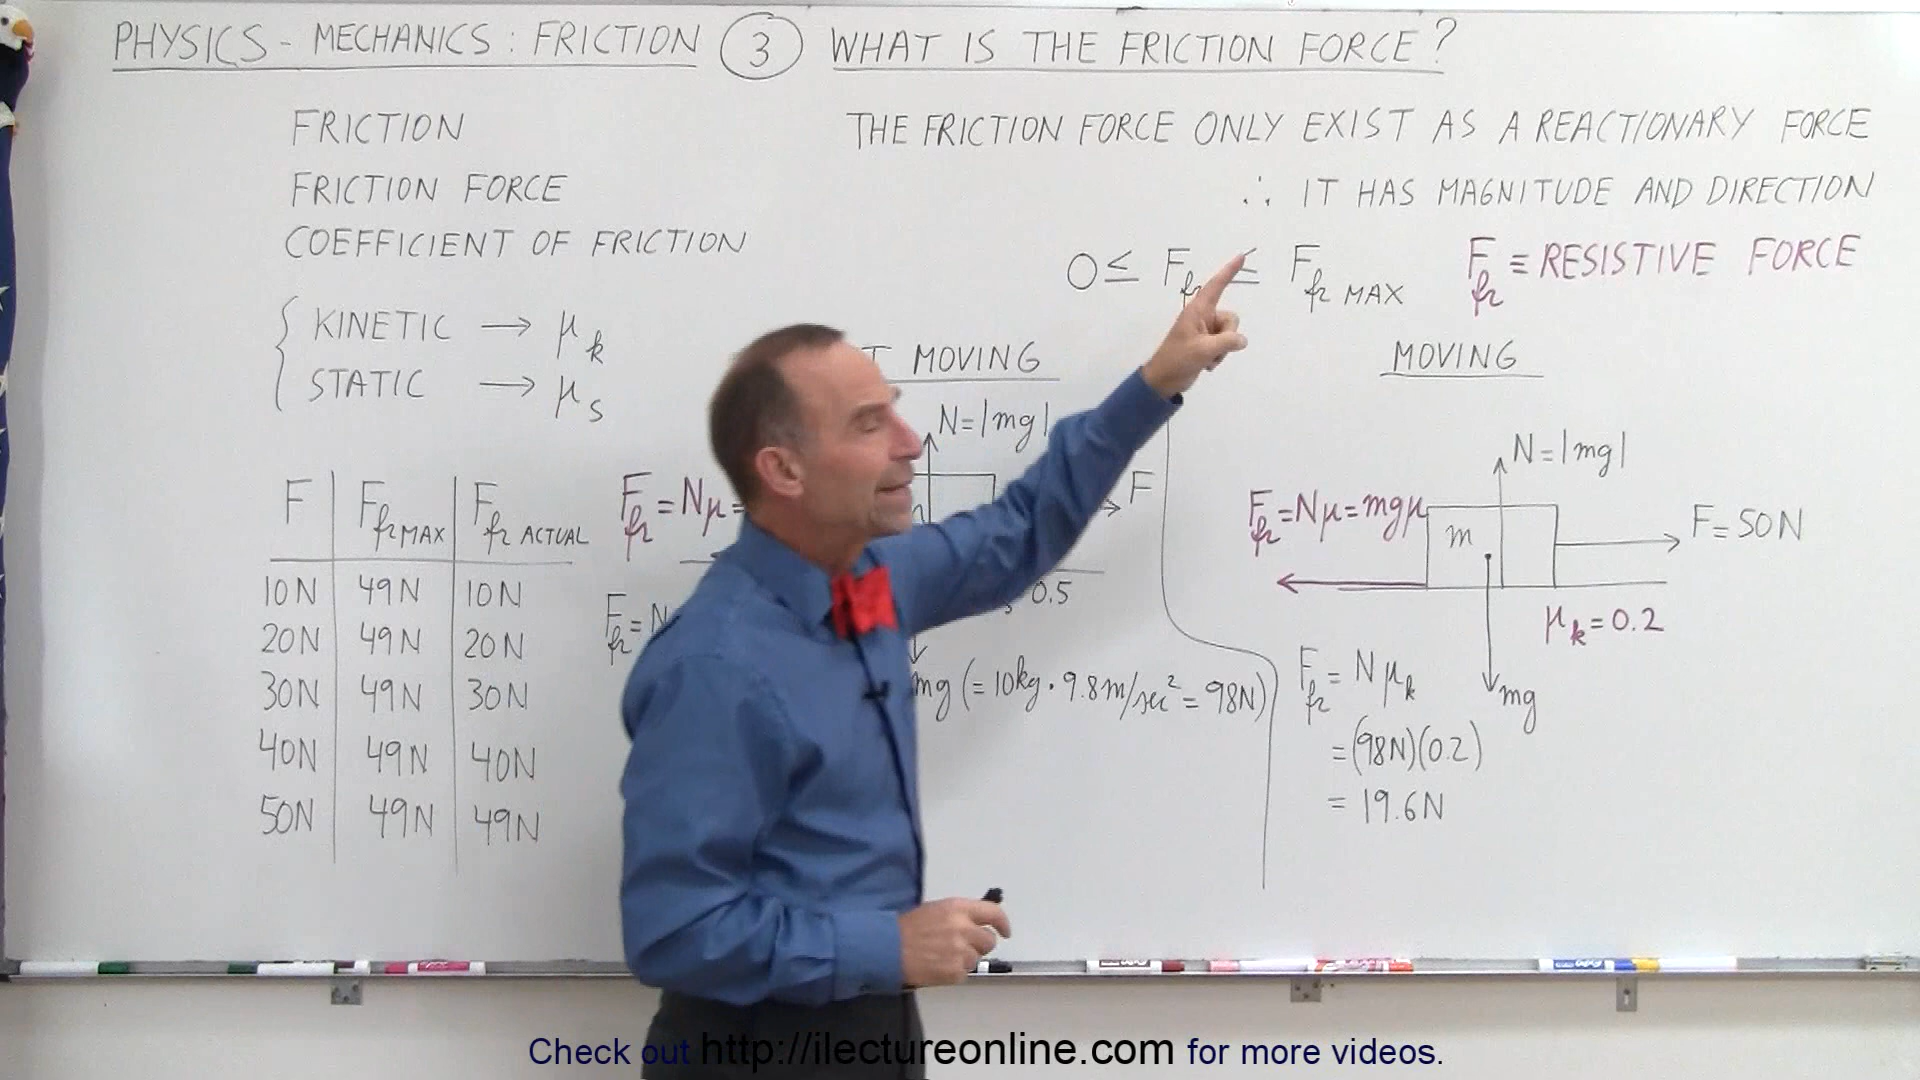 PHYSICS - MECHANICS: FRICTION ③ WHAT IS THE FRICTION FORCE?
FRICTION
FRICTION FORCE
COEFFICIENT OF FRICTION
KINETIC → μk
STATIC → μs
F Ffr MAX Ffr ACTUAL
10N 49N 10N
20N 49N 20N
30N 49N 30N
40N 49N 40N
50N 49N 49N
THE FRICTION FORCE ONLY EXIST AS A REACTIONARY FORCE
∴ IT HAS MAGNITUDE AND DIRECTION
0 ≤ Ffr ≤ Ffr MAX Ffr ≡ RESISTIVE FORCE
MOVING
N=|mg|
F
Ffr = Nμ =
0.5
Ffr = N
mg (= 10kg · 9.8m/sec² = 98N)
MOVING
N=|mg|
Ffr=Nμ=mgμ
m
F=50N
μk=0.2
mg
Ffr = Nμk
=(98N)(0.2)
= 19.6N
Check out http://ilectureonline.com for more videos.